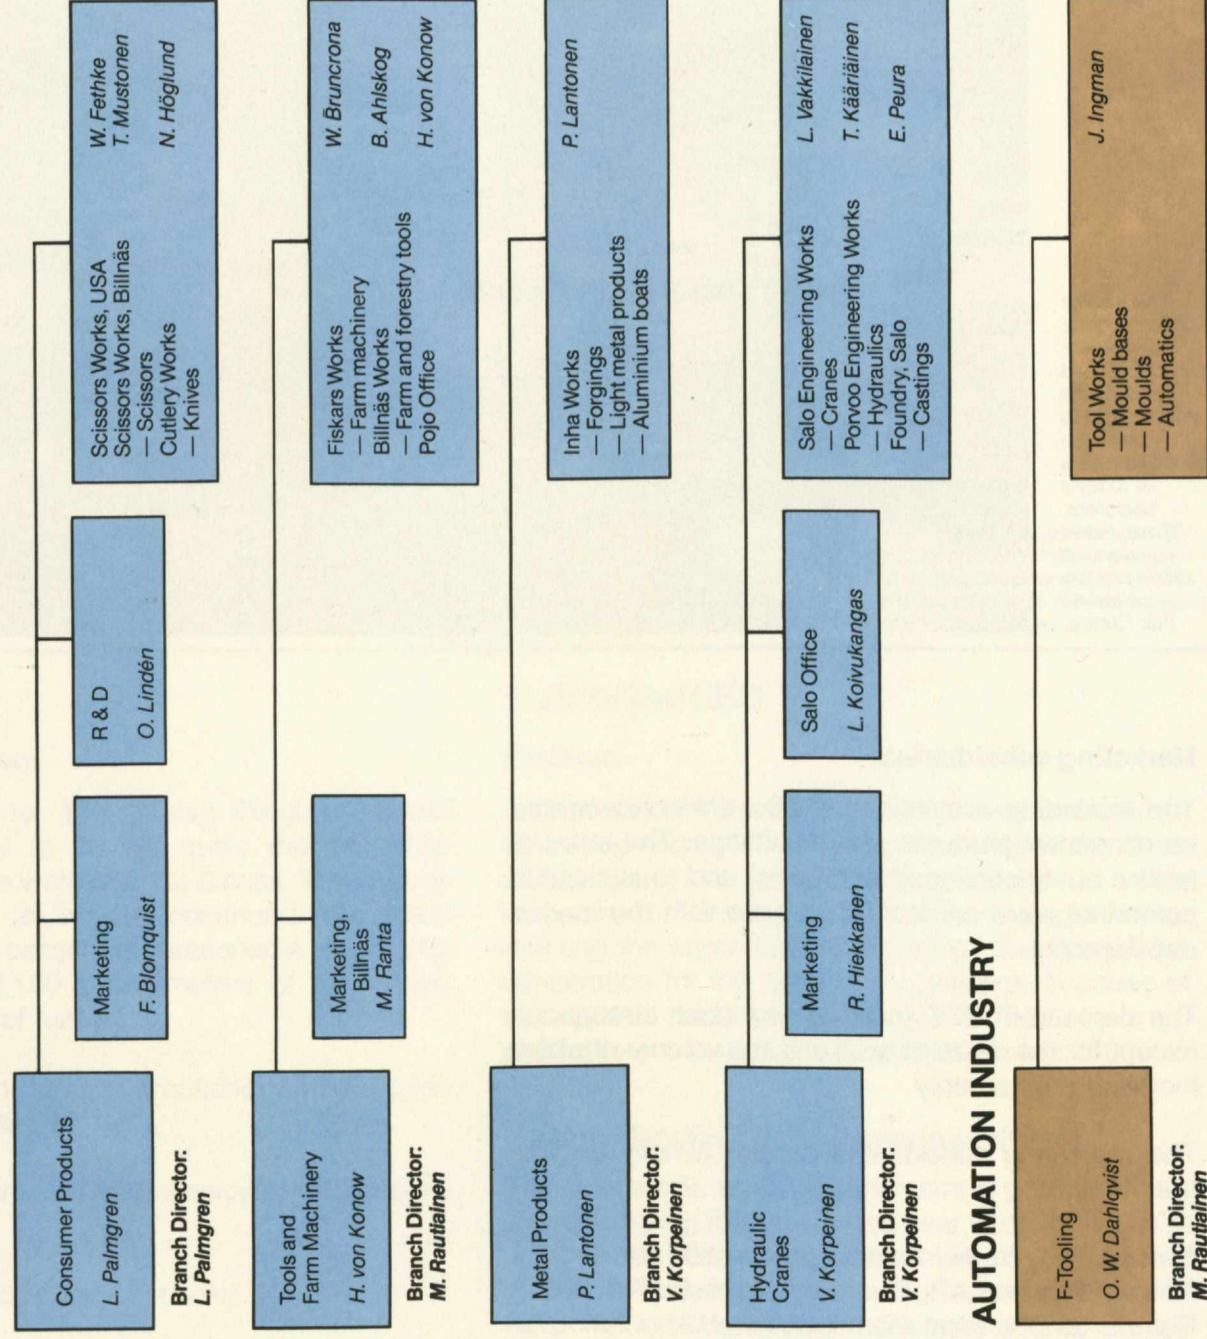 Consumer Products
L. Palmgren
Branch Director:
L. Palmgren
Marketing
F. Blomquist
R & D
O. Lindén
Scissors Works, USA W. Fethke
Scissors Works, Billnäs T. Mustonen
— Scissors
Cutlery Works N. Höglund
— Knives
Tools and
Farm Machinery
H. von Konow
Branch Director:
M. Rautiainen
Marketing,
Billnäs
M. Ranta
Fiskars Works W. Bruncrona
— Farm machinery
Billnäs Works B. Ahlskog
— Farm and forestry tools
Pojo Office H. von Konow
Metal Products
P. Lantonen
Branch Director:
V. Korpeinen
Inha Works P. Lantonen
— Forgings
— Light metal products
— Aluminium boats
Hydraulic
Cranes
V. Korpeinen
Branch Director:
V. Korpeinen
Marketing
R. Hiekkanen
Salo Office
L. Koivukangas
Salo Engineering Works L. Vakkilainen
— Cranes
Porvoo Engineering Works T. Kääriäinen
— Hydraulics
Foundry, Salo E. Peura
— Castings
AUTOMATION INDUSTRY
F-Tooling
O. W. Dahlqvist
Branch Director:
M. Rautiainen
Tool Works J. Ingman
— Mould bases
— Moulds
— Automatics